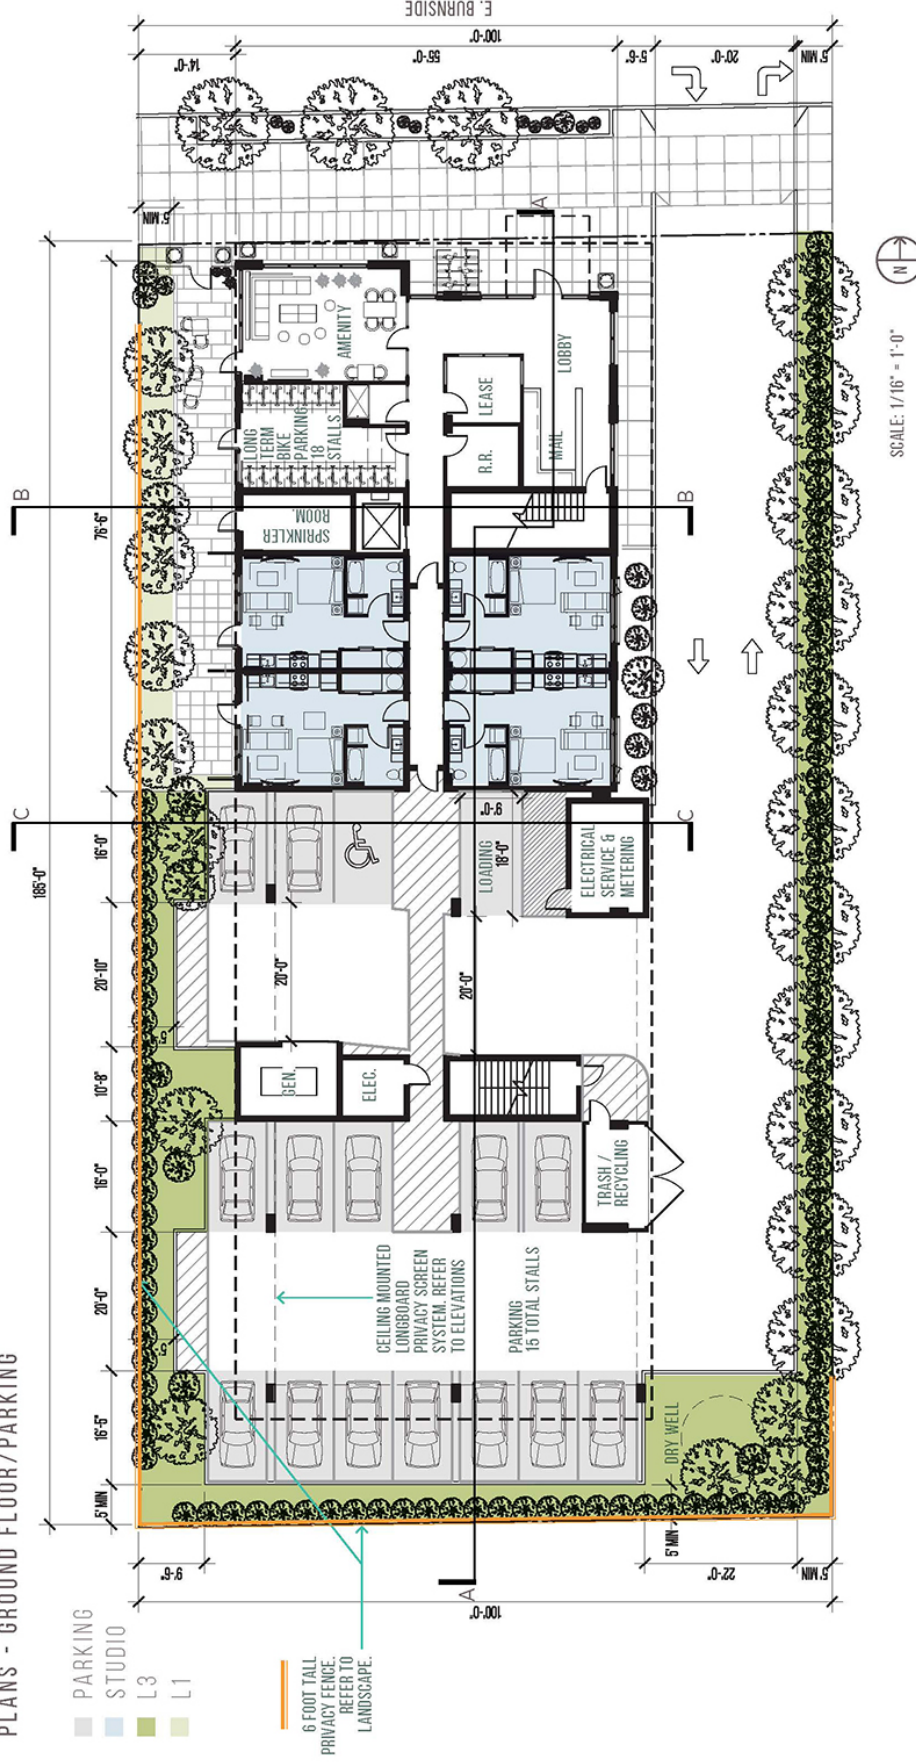 PLANS - GROUND FLOOR/PARKING
PARKING
STUDIO
L3
L1
6 FOOT TALL
PRIVACY FENCE.
REFER TO
LANDSCAPE.
185'-0"
5' MIN
16'-5"
20'-0"
16'-0"
10'-8"
20'-10"
16'-0"
76'-6"
B
C
5'
5'
5' MIN
9'-6"
100'-0"
22'-0"
5' MIN
5' MIN
A
14'-0"
55'-0"
5'-6"
20'-0"
5' MIN
100'-0"
E. BURNSIDE
CEILING MOUNTED
LONGBOARD
PRIVACY SCREEN
SYSTEM. REFER
TO ELEVATIONS
PARKING
15 TOTAL STALLS
TRASH /
RECYCLING
DRY WELL
GEN.
ELEC.
20'-0"
20'-0"
LOADING
18'-0"
9'-0"
ELECTRICAL
SERVICE &
METERING
SPRINKLER
ROOM.
LONG
TERM
BIKE
PARKING:
18
STALLS
AMENITY
R.R.
LEASE
MAIL
LOBBY
A
B
C
N
SCALE: 1/16" = 1'-0"